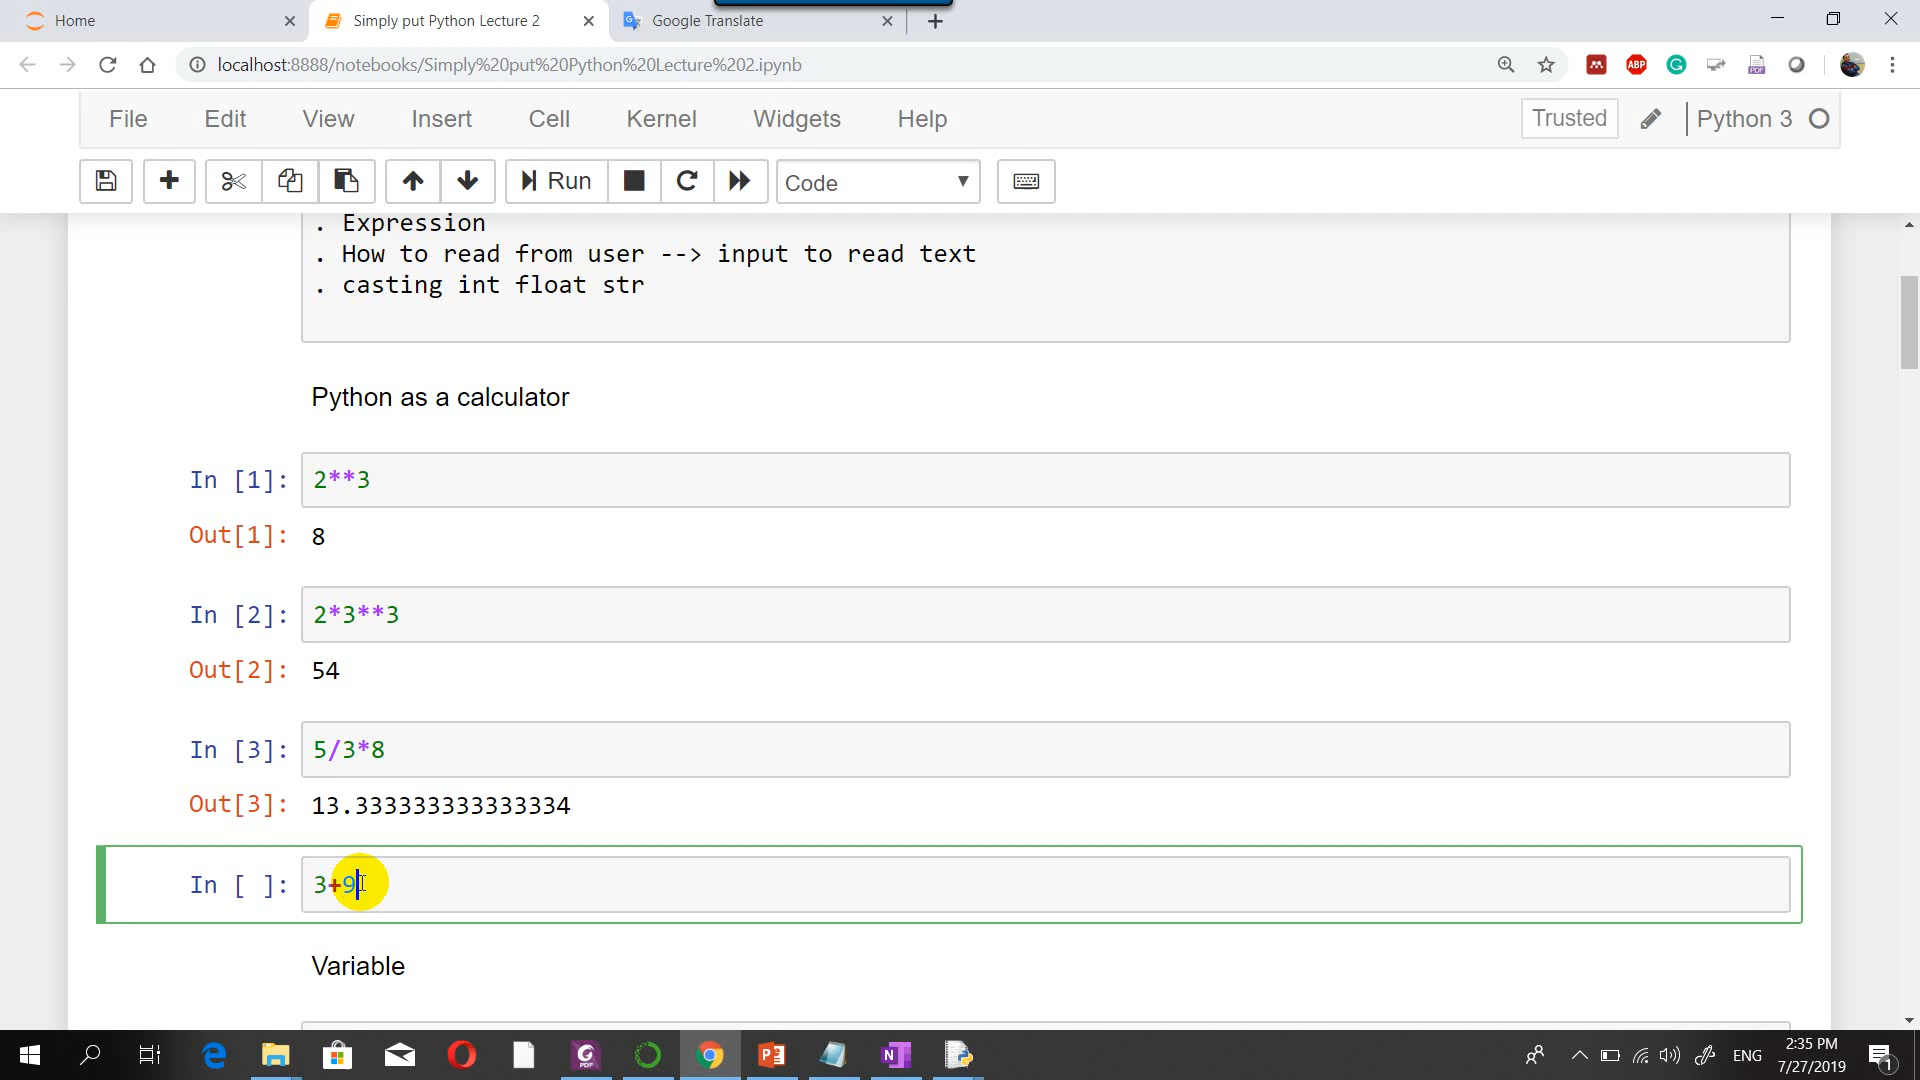 Home
Simply put Python Lecture 2
Google Translate
localhost:8888/notebooks/Simply%20put%20Python%20Lecture%202.ipynb
ABP
PDF
File Edit View Insert Cell Kernel Widgets Help
Trusted
Python 3
Run
Code
. Expression
. How to read from user --> input to read text
. casting int float str
Python as a calculator
In [1]: 2**3
Out[1]: 8
In [2]: 2*3**3
Out[2]: 54
In [3]: 5/3*8
Out[3]: 13.333333333333334
In [ ]: 3+9
Variable
ENG
2:35 PM
7/27/2019
1